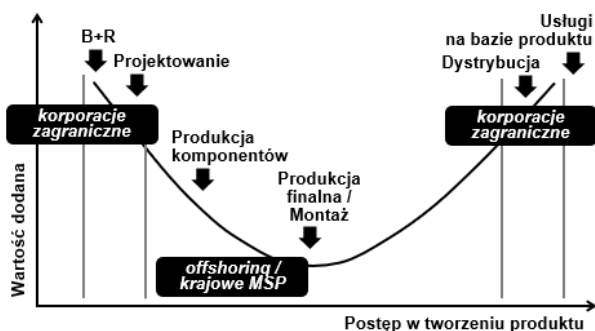 B+R
Projektowanie
korporacje
zagraniczne
Produkcja
komponentów
Produkcja
finalna /
Montaż
offshoring /
krajowe MSP
Usługi
na bazie produktu
Dystrybucja
korporacje
zagraniczne
Wartość dodana
Postęp w tworzeniu produktu